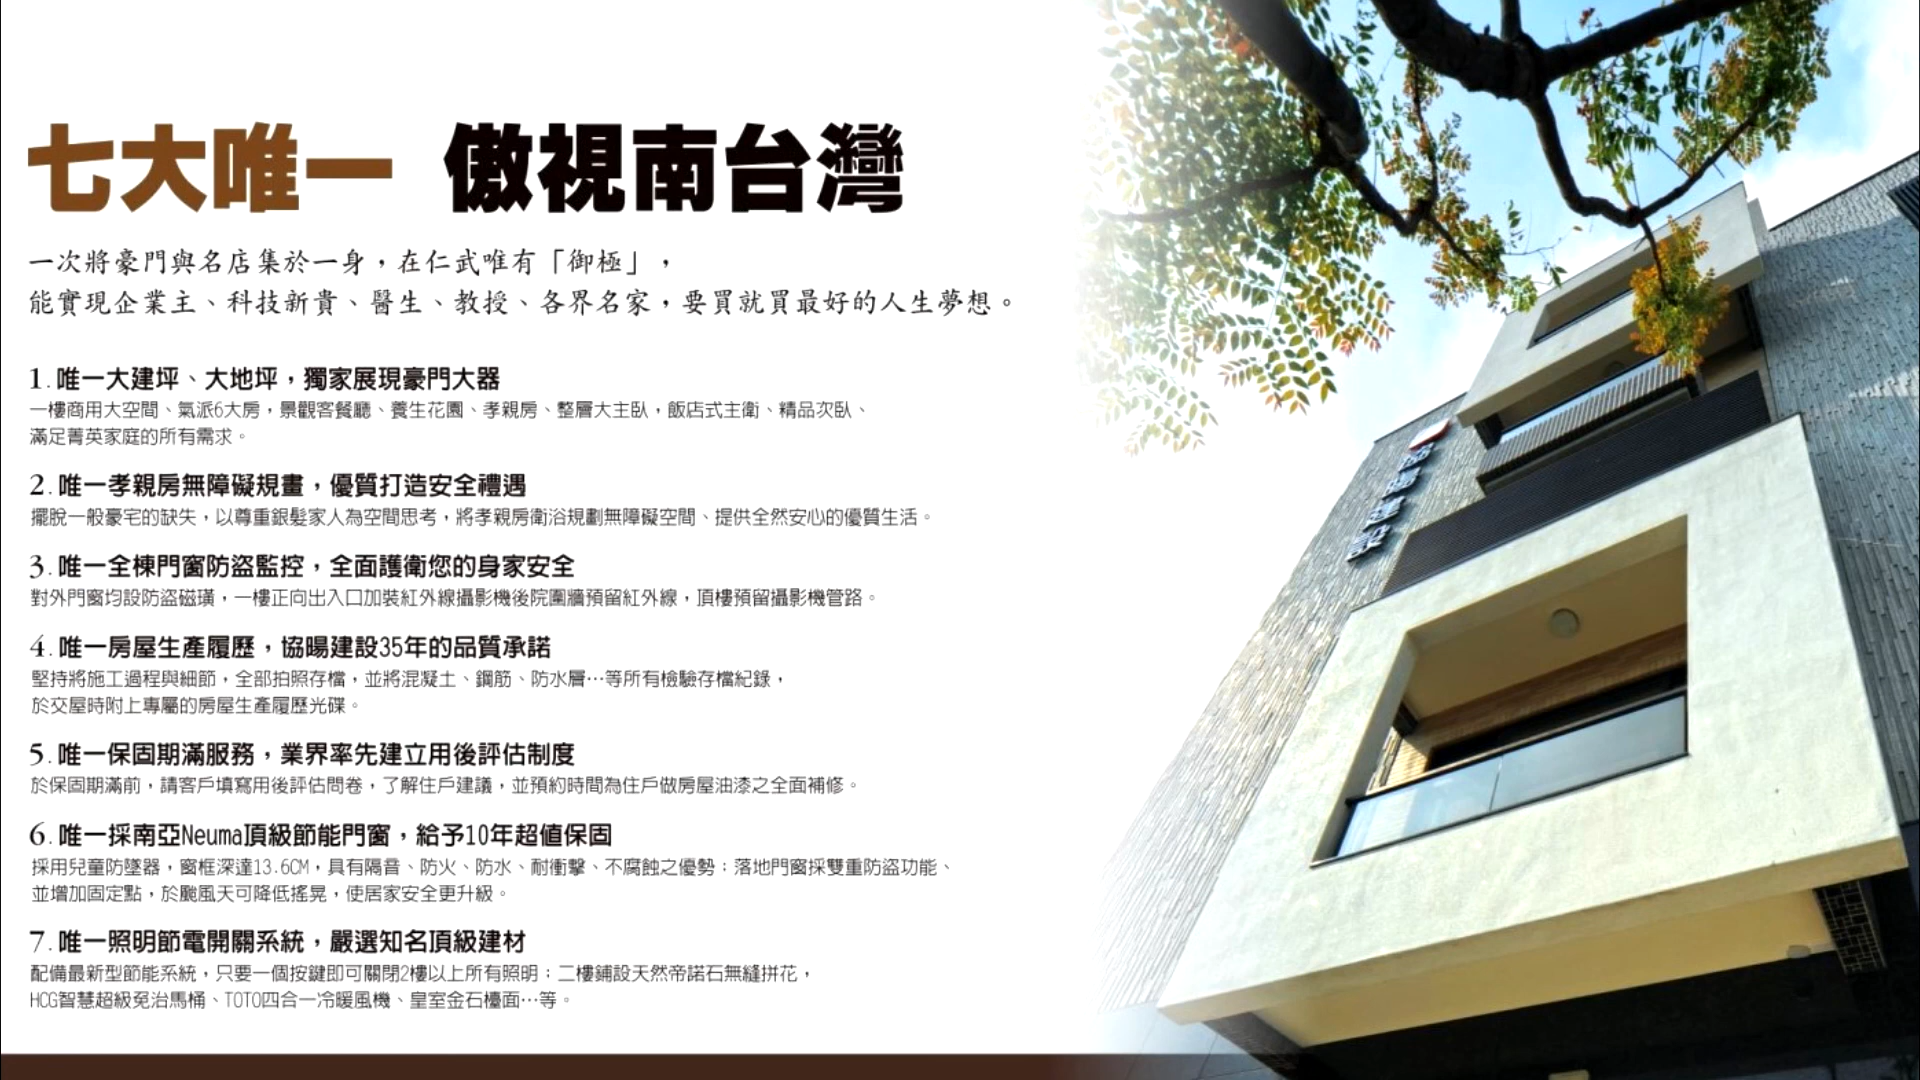 七大唯一 傲視南台灣
一次將豪門與名店集於一身，在仁武唯有「御極」，
能實現企業主、科技新貴、醫生、教授、各界名家，要買就買最好的人生夢想。
1.唯一大建坪、大地坪，獨家展現豪門大器
一樓商用大空間、氣派6大房，景觀客餐廳、養生花園、孝親房、整層大主臥，飯店式主衛、精品次臥、
滿足菁英家庭的所有需求。
2.唯一孝親房無障礙規畫，優質打造安全禮遇
擺脫一般豪宅的缺失，以尊重銀髮家人為空間思考，將孝親房衛浴規劃無障礙空間、提供全然安心的優質生活。
3.唯一全棟門窗防盜監控，全面護衛您的身家安全
對外門窗均設防盜磁璜，一樓正向出入口加裝紅外線攝影機後院圍牆預留紅外線，頂樓預留攝影機管路。
4.唯一房屋生產履歷，協暘建設35年的品質承諾
堅持將施工過程與細節，全部拍照存檔，並將混凝土、鋼筋、防水層…等所有檢驗存檔紀錄，
於交屋時附上專屬的房屋生產履歷光碟。
5.唯一保固期滿服務，業界率先建立用後評估制度
於保固期滿前，請客戶填寫用後評估問卷，了解住戶建議，並預約時間為住戶做房屋油漆之全面補修。
6.唯一採南亞Neuma頂級節能門窗，給予10年超值保固
採用兒童防墜器，窗框深達13.6CM，具有隔音、防火、防水、耐衝擊、不腐蝕之優勢；落地門窗採雙重防盜功能、
並增加固定點，於颱風天可降低搖晃，使居家安全更升級。
7.唯一照明節電開關系統，嚴選知名頂級建材
配備最新型節能系統，只要一個按鍵即可關閉2樓以上所有照明；二樓鋪設天然帝諾石無縫拼花，
HCG智慧超級免治馬桶、TOTO四合一冷暖風機、皇室金石檯面…等。
協暘建設